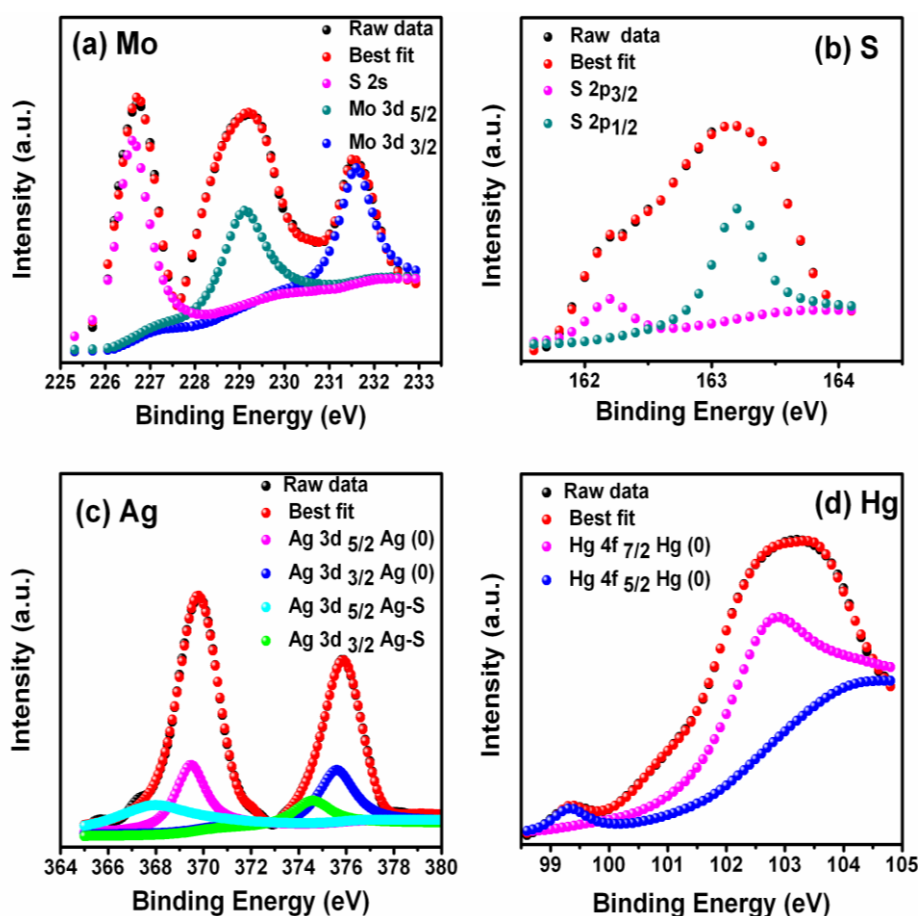 (a) Mo
Raw data
Best fit
S 2s
Mo 3d 5/2
Mo 3d 3/2
Intensity (a.u.)
225 226 227 228 229 230 231 232 233
Binding Energy (eV)
(b) S
Raw data
Best fit
S 2p3/2
S 2p1/2
Intensity (a.u.)
162 163 164
Binding Energy (eV)
(c) Ag
Raw data
Best fit
Ag 3d 5/2 Ag (0)
Ag 3d 3/2 Ag (0)
Ag 3d 5/2 Ag-S
Ag 3d 3/2 Ag-S
Intensity (a.u.)
364 366 368 370 372 374 376 378 380
Binding Energy (eV)
(d) Hg
Raw data
Best fit
Hg 4f 7/2 Hg (0)
Hg 4f 5/2 Hg (0)
Intensity (a.u.)
99 100 101 102 103 104 105
Binding Energy (eV)